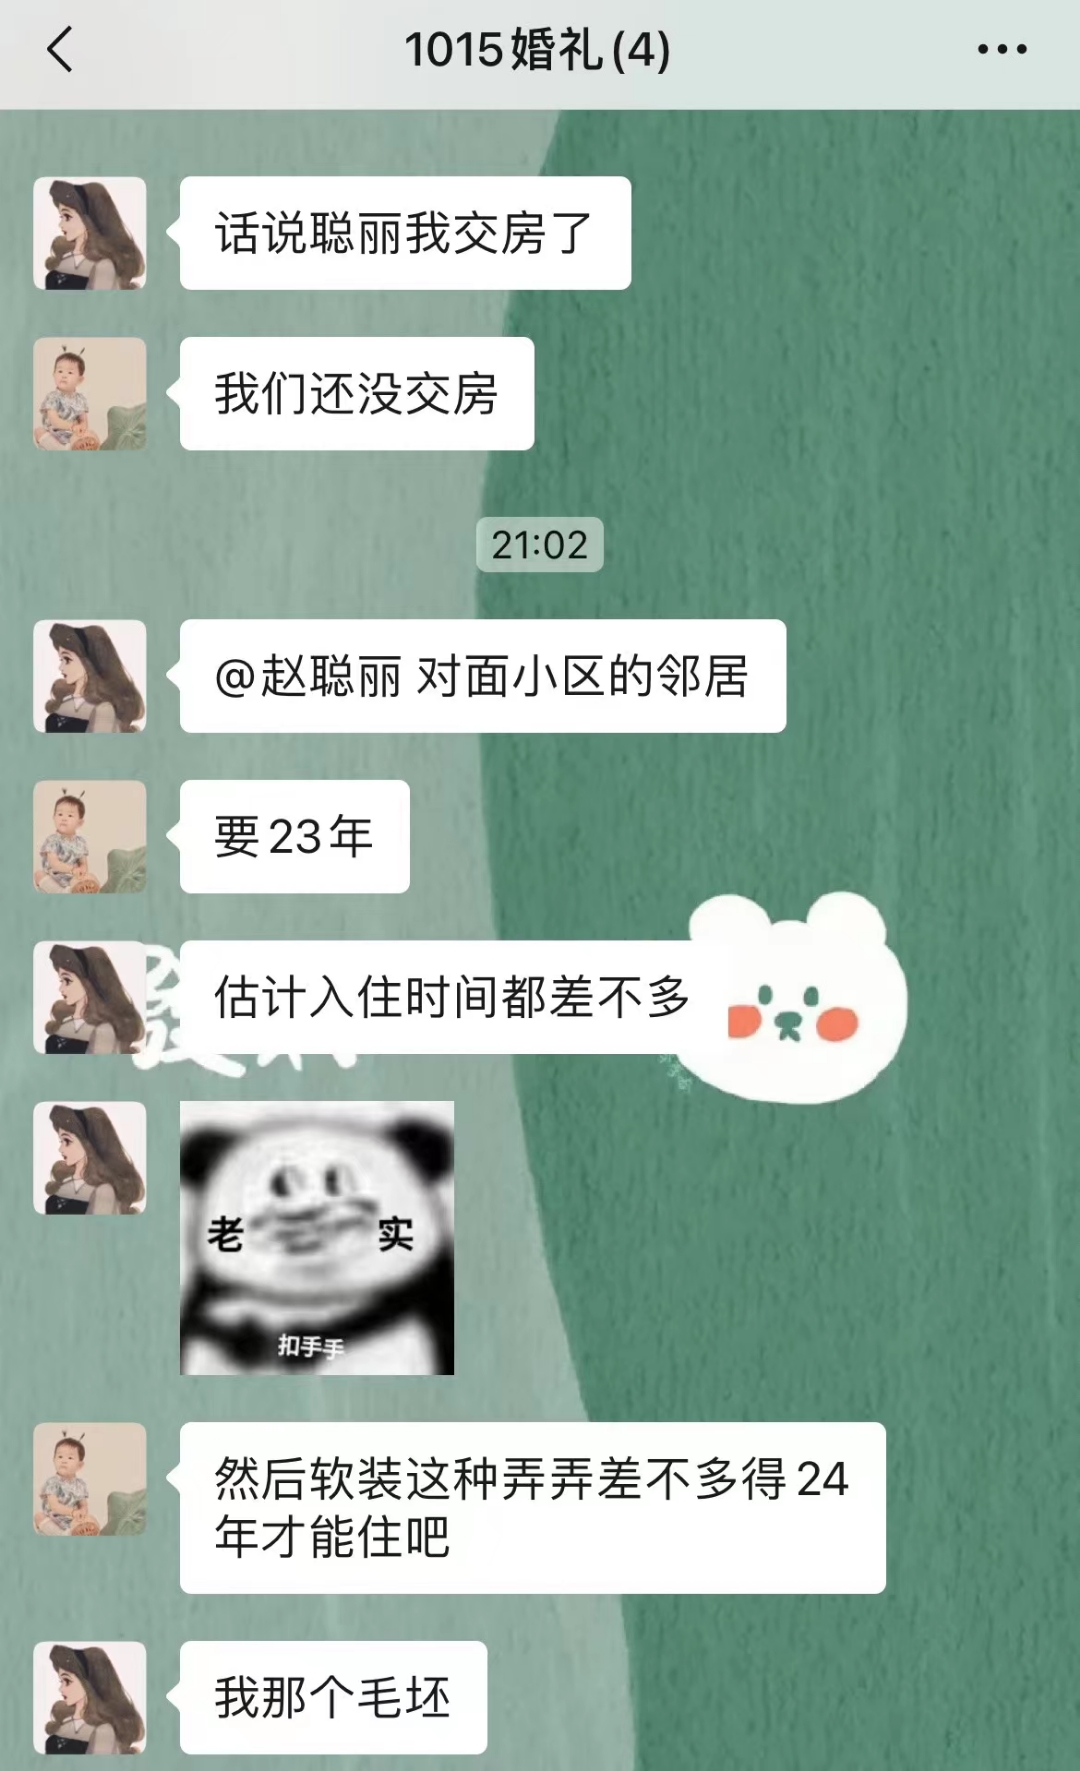 1015婚礼(4)
话说聪丽我交房了
我们还没交房
21:02
@赵聪丽 对面小区的邻居
要23年
估计入住时间都差不多
老 实
扣手手
然后软装这种弄弄差不多得24
年才能住吧
我那个毛坯